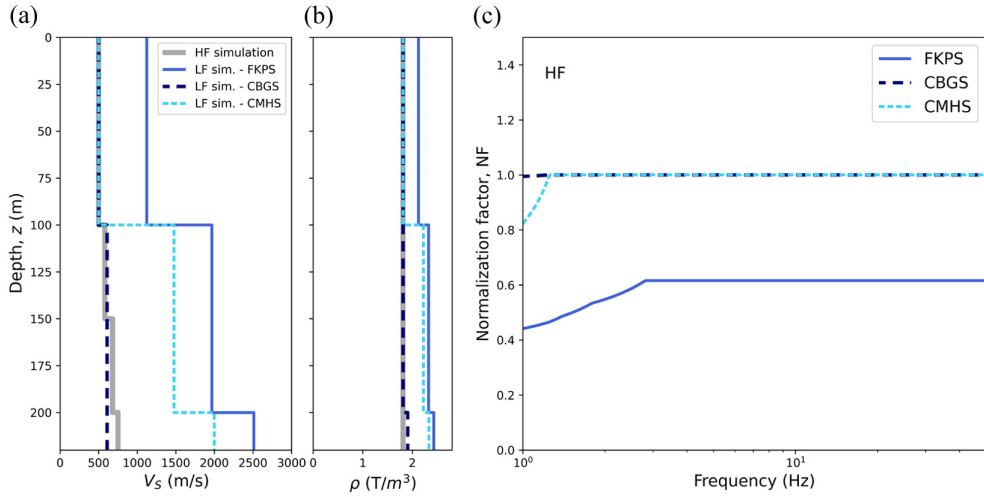 (a)
(b)
(c)
0
25
50
75
100
125
150
175
200
Depth, z (m)
0
500
1000
1500
2000
2500
3000
V_S (m/s)
HF simulation
LF sim. - FKPS
LF sim. - CBGS
LF sim. - CMHS
0
1
2
ρ (T/m³)
HF
FKPS
CBGS
CMHS
1.4
1.2
1.0
0.8
0.6
0.4
0.2
0.0
Normalization factor, NF
10⁰
10¹
Frequency (Hz)